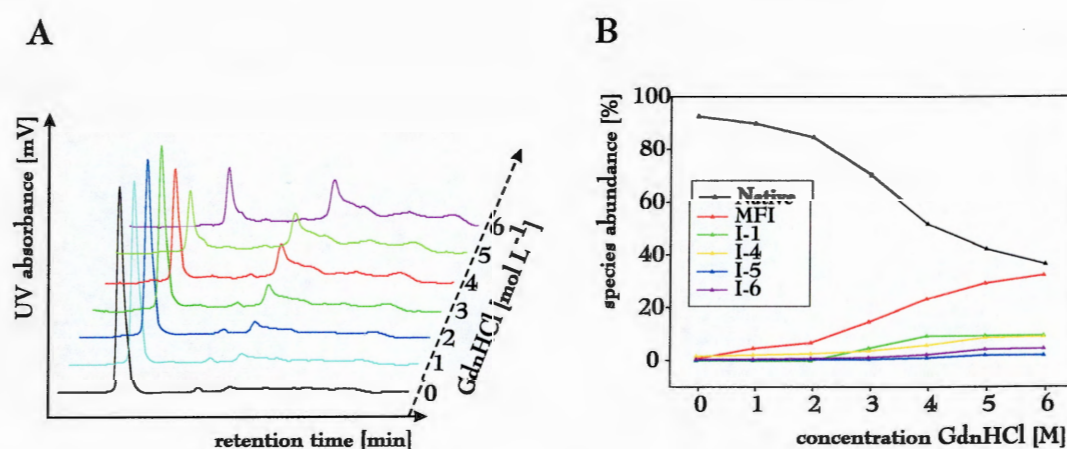 A
UV absorbance [mV]
0
1
2
3
4
5
6
GdnHCl [mol L -1]
retention time [min]
B
species abundance [%]
100
80
60
40
20
0
Native
MFI
I-1
I-4
I-5
I-6
0 1 2 3 4 5 6
concentration GdnHCl [M]